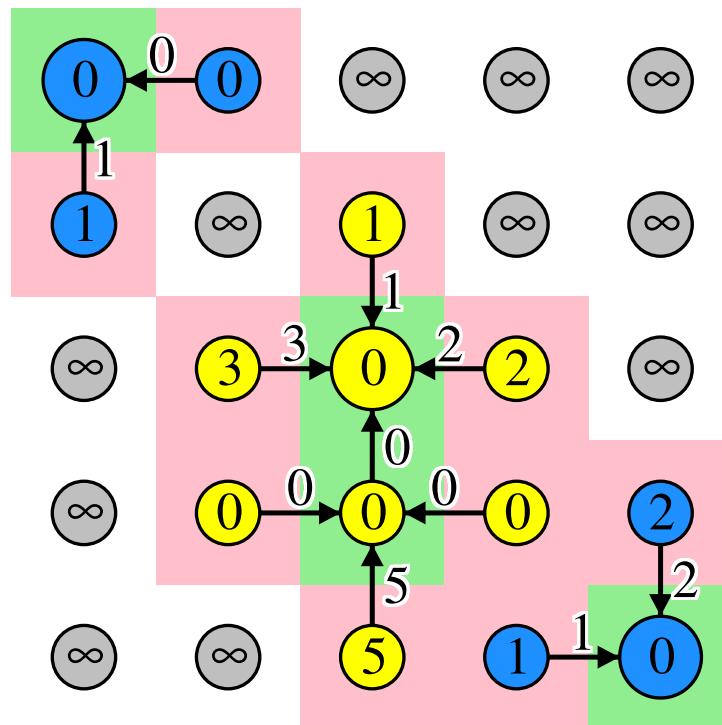 0 0 0 ∞ ∞ ∞
1
1 ∞ 1 ∞ ∞
1
∞ 3 3 0 2 2 ∞
0
∞ 0 0 0 0 0 2
5 2
∞ ∞ 5 1 1 0